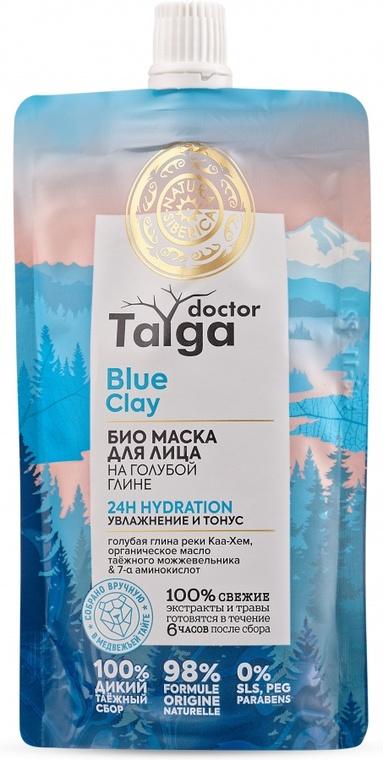 NATURA
SIBERICA
doctor
Taiga
Blue
Clay
БИО МАСКА
ДЛЯ ЛИЦА
НА ГОЛУБОЙ
ГЛИНЕ
24H HYDRATION
УВЛАЖНЕНИЕ И ТОНУС
голубая глина реки Каа-Хем,
органическое масло
таёжного можжевельника
& 7-α аминокислот
СОБРАНО ВРУЧНУЮ
В МЕДВЕЖЬЕЙ ТАЙГЕ
100% СВЕЖИЕ
экстракты и травы
готовятся в течение
6 ЧАСОВ после сбора
100%
ДИКИЙ
ТАЁЖНЫЙ
СБОР
98%
FORMULE
ORIGINE
NATURELLE
0%
SLS, PEG
PARABENS